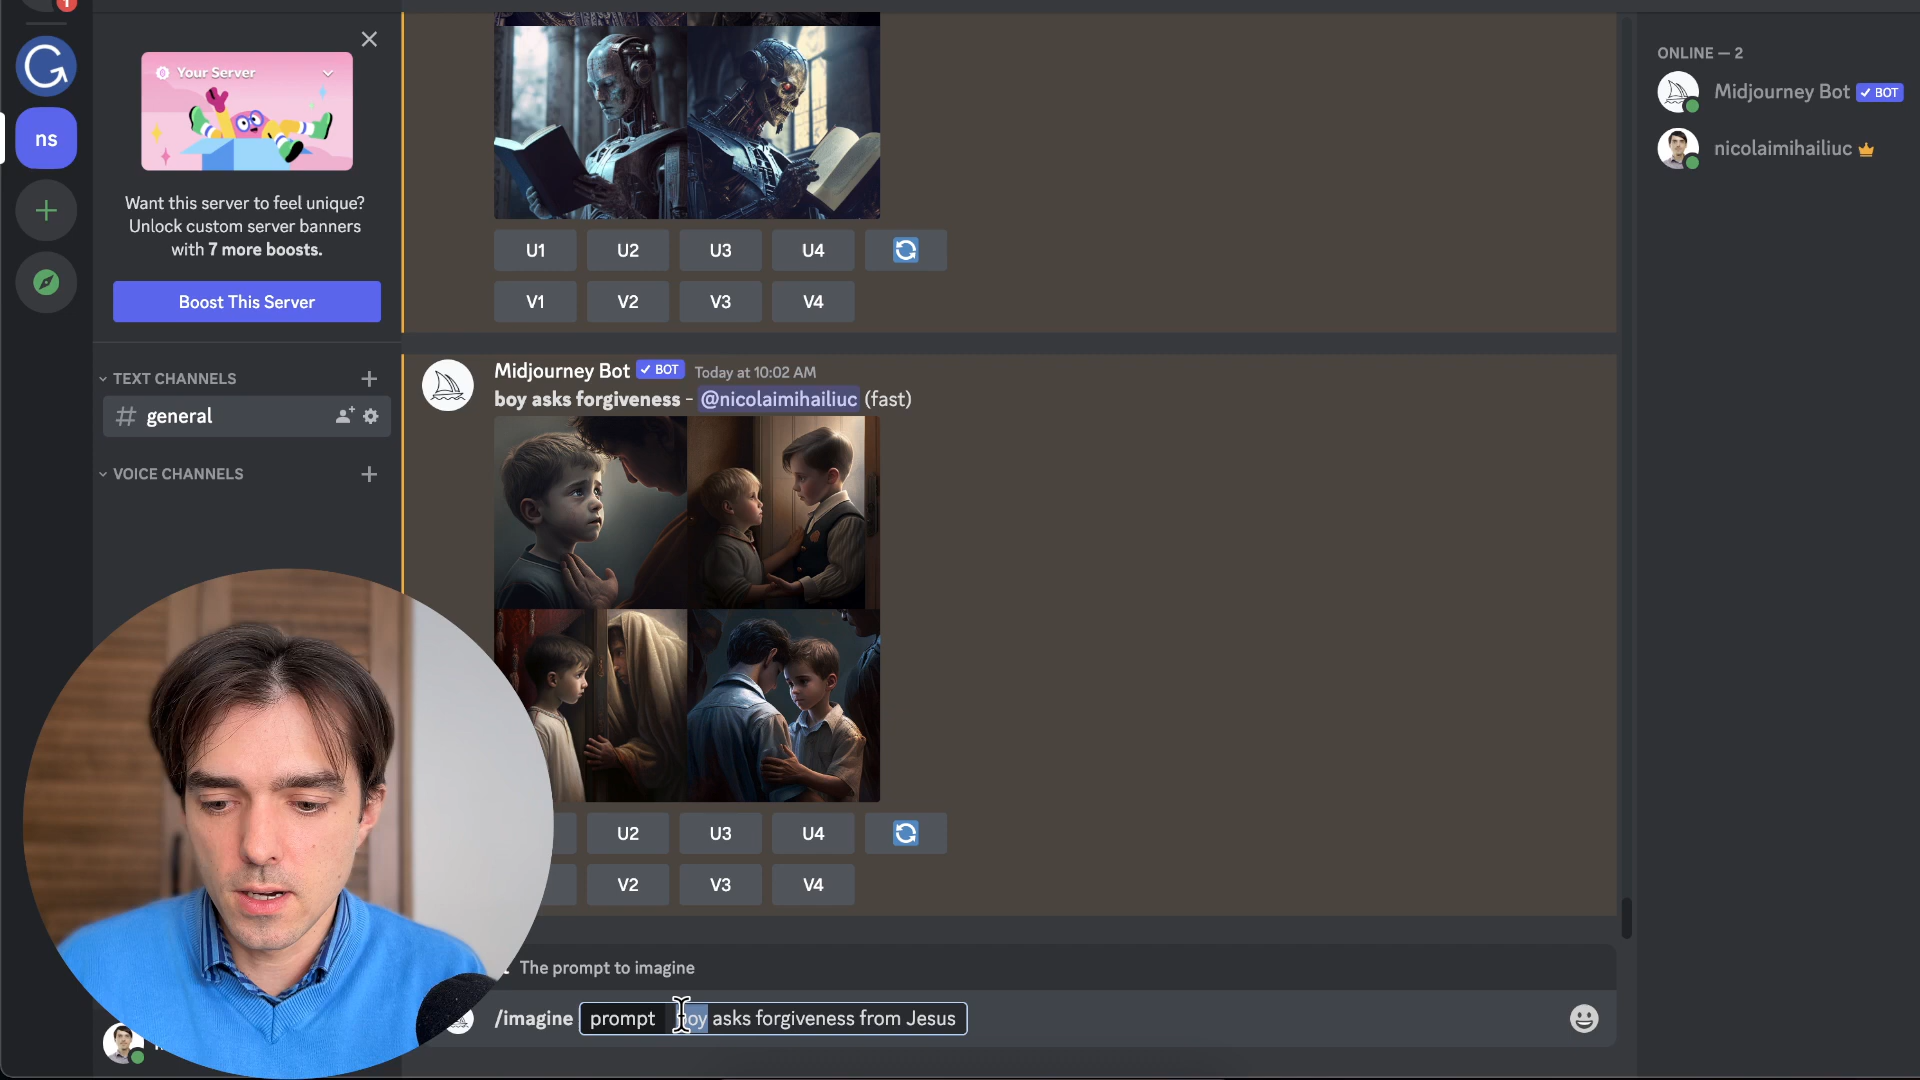 1
Your Server
ns
Want this server to feel unique?
Unlock custom server banners
with 7 more boosts.
Boost This Server
TEXT CHANNELS
general
VOICE CHANNELS
U1 U2 U3 U4
V1 V2 V3 V4
Midjourney Bot BOT Today at 10:02 AM
boy asks forgiveness - @nicolaimihailiuc (fast)
U2 U3 U4
V2 V3 V4
The prompt to imagine
/imagine prompt boy asks forgiveness from Jesus
ONLINE — 2
Midjourney Bot BOT
nicolaimihailiuc